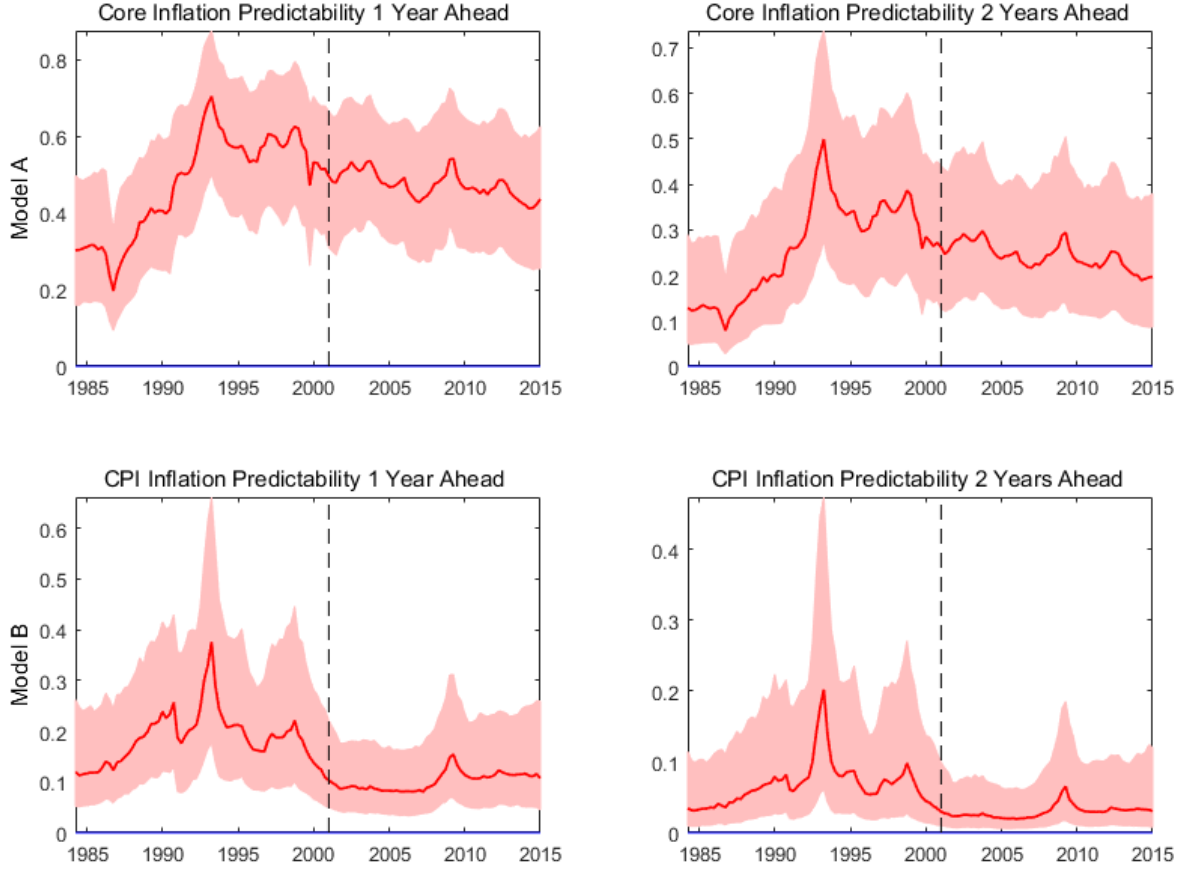 Core Inflation Predictability 1 Year Ahead
0.8
0.6
0.4
0.2
0
Model A
1985 1990 1995 2000 2005 2010 2015
Core Inflation Predictability 2 Years Ahead
0.7
0.6
0.5
0.4
0.3
0.2
0.1
0
1985 1990 1995 2000 2005 2010 2015
CPI Inflation Predictability 1 Year Ahead
0.6
0.5
0.4
0.3
0.2
0.1
0
Model B
1985 1990 1995 2000 2005 2010 2015
CPI Inflation Predictability 2 Years Ahead
0.4
0.3
0.2
0.1
0
1985 1990 1995 2000 2005 2010 2015